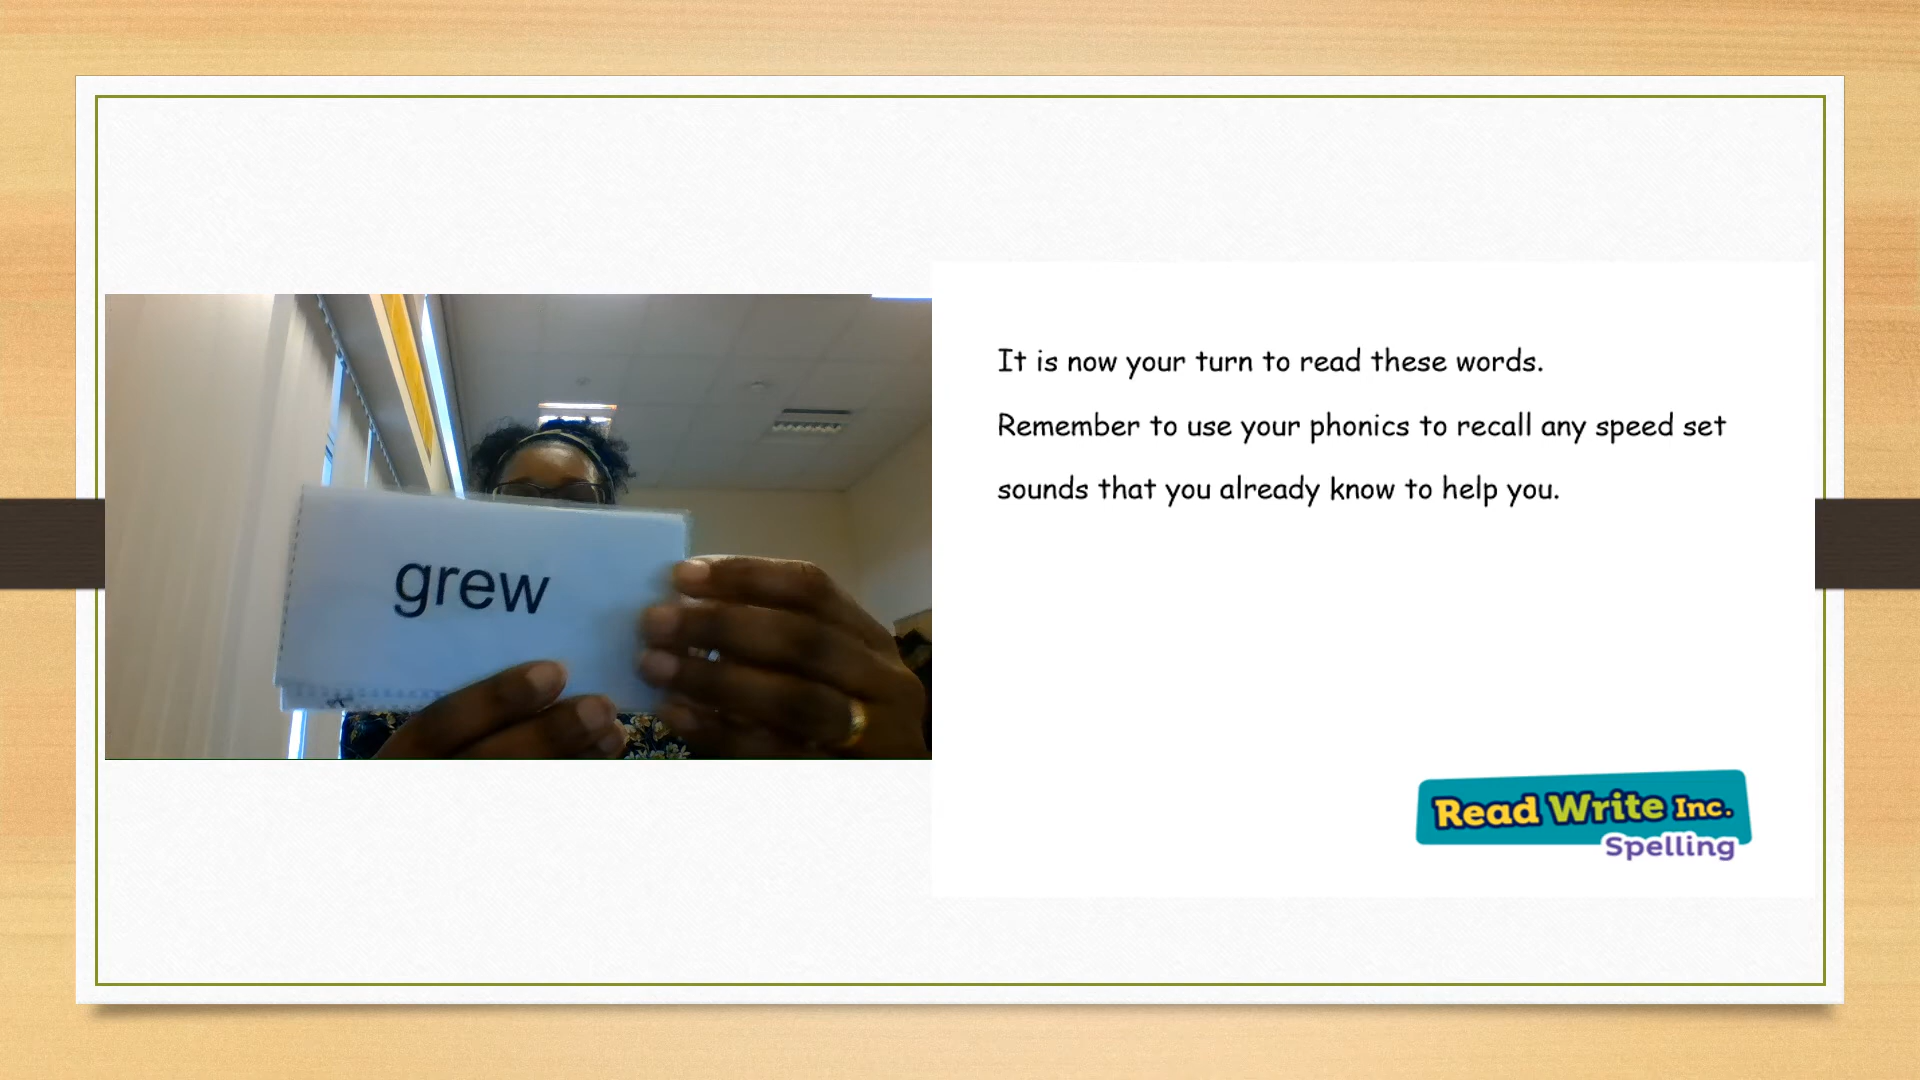 grew
It is now your turn to read these words.
Remember to use your phonics to recall any speed set
sounds that you already know to help you.
Read Write Inc.
Spelling